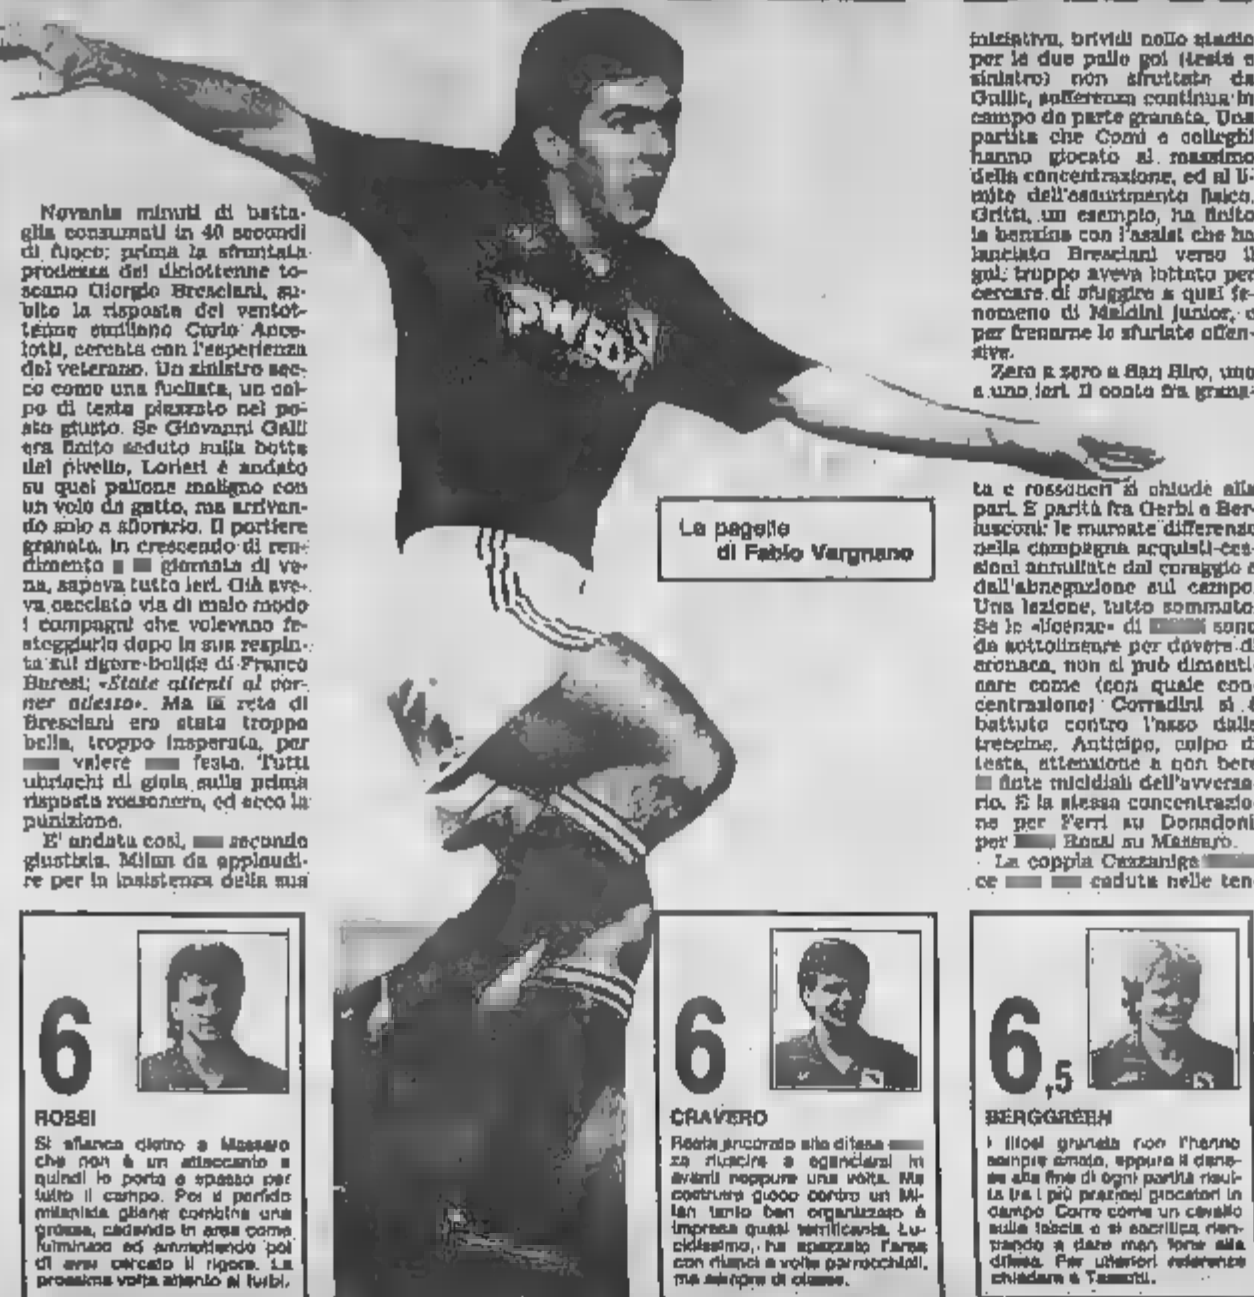 Novanta minuti di batta-
glia consumati in 40 secondi
di fuoco: prima la sfrontata
prodezza del diciottenne to-
scano Giorgio Bresciani, su-
bito la risposta del ventot-
tenne emiliano Carlo Ance-
lotti, cercata con l'esperienza
del veterano. Un sinistro sec-
co come una fucilata, un col-
po di testa piazzato nel po-
sto giusto. Se Giovanni Galli
era finito seduto sulla botta
del pivello, Lorieri è andato
su quel pallone maligno con
un volo da gatto, ma arrivan-
do solo a sfiorarlo. Il portiere
granata, in crescendo di ren-
dimento giornata di ve-
na, sapeva tutto ieri. Già ave-
va cacciato via di malo modo
i compagni che volevano fe-
steggiarlo dopo la sua respin-
ta sul rigore-bolide di Franco
Baresi; «State attenti al cor-
ner adesso». Ma la rete di
Bresciani era stata troppo
bella, troppo insperata, per
valere festa. Tutti
ubriachi di gioia sulla prima
risposta rossonera, ed ecco la
punizione.
E' andata così, secondo
giustizia. Milan da applaudi-
re per la insistenza della sua
iniziativa, brividi nello stadio
per le due palle gol (testa e
sinistro) non sfruttate da
Gullit, sofferenza continua in
campo da parte granata. Una
partita che Comi e colleghi
hanno giocato al massimo
della concentrazione, ed al li-
mite dell'esaurimento fisico.
Gritti, un esempio, ha finito
la benzina con l'assist che ha
lanciato Bresciani verso il
gol; troppo aveva lottato per
cercare di sfuggire a quel fe-
nomeno di Maldini junior, e
per frenarne le sfuriate offen-
sive.
Zero a zero a San Siro, uno
a uno ieri. Il conto fra grana-
ta e rossoneri si chiude alla
pari. E parità fra Gerbi e Ber-
lusconi: le marcate differenze
nella campagna acquisti-ces-
sioni annullate dal coraggio e
dall'abnegazione sul campo.
Una lezione, tutto sommato.
Se le «licenze» di sono
da sottolineare per dovere di
cronaca, non si può dimenti-
care come (con quale con-
centrazione) Corradini si è
battuto contro l'asso dalle
treccine. Anticipo, colpo di
testa, attenzione a non bere
finte micidiali dell'avversa-
rio. E la stessa concentrazio-
ne per Ferri su Donadoni
per Rossi su Massaro.
La coppia Cazzaniga
ce caduta nelle ten-
SWEDA
Le pagelle
di Fabio Vergnano
6
ROSSI
Si sfianca dietro a Massaro
che non è un attaccante e
quindi lo porta a spasso per
tutto il campo. Poi il perfido
milanista gliene combina una
grossa, cadendo in area come
fulminato ed ammettendo poi
di aver cercato il rigore. La
prossima volta attento ai furbi.
6
CRAVERO
Resta ancorato alla difesa
za riuscire a sganciarsi in
avanti neppure una volta. Ma
costruire gioco contro un Mi-
lan tanto ben organizzato è
impresa quasi terrificante. Lu-
cidissimo, ha spazzato l'area
con rilanci a volte parrocchiali,
ma sempre di classe.
6,5
BERGGREEN
I tifosi granata non l'hanno
sempre amato, eppure il dane-
se alla fine di ogni partita risul-
ta tra i più preziosi giocatori in
campo. Corre come un cavallo
sulla fascia e si sacrifica rien-
trando a dare man forte alla
difesa. Per ulteriori referenze
chiedere a Tassotti.